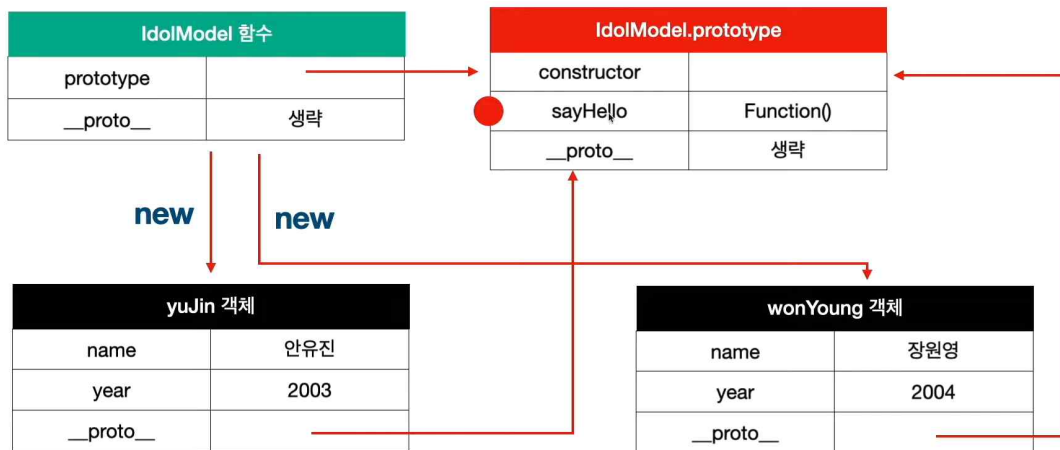 IdolModel 함수
prototype
__proto__ 생략
IdolModel.prototype
constructor
sayHello Function()
__proto__ 생략
new
new
yuJin 객체
name 안유진
year 2003
__proto__
wonYoung 객체
name 장원영
year 2004
__proto__